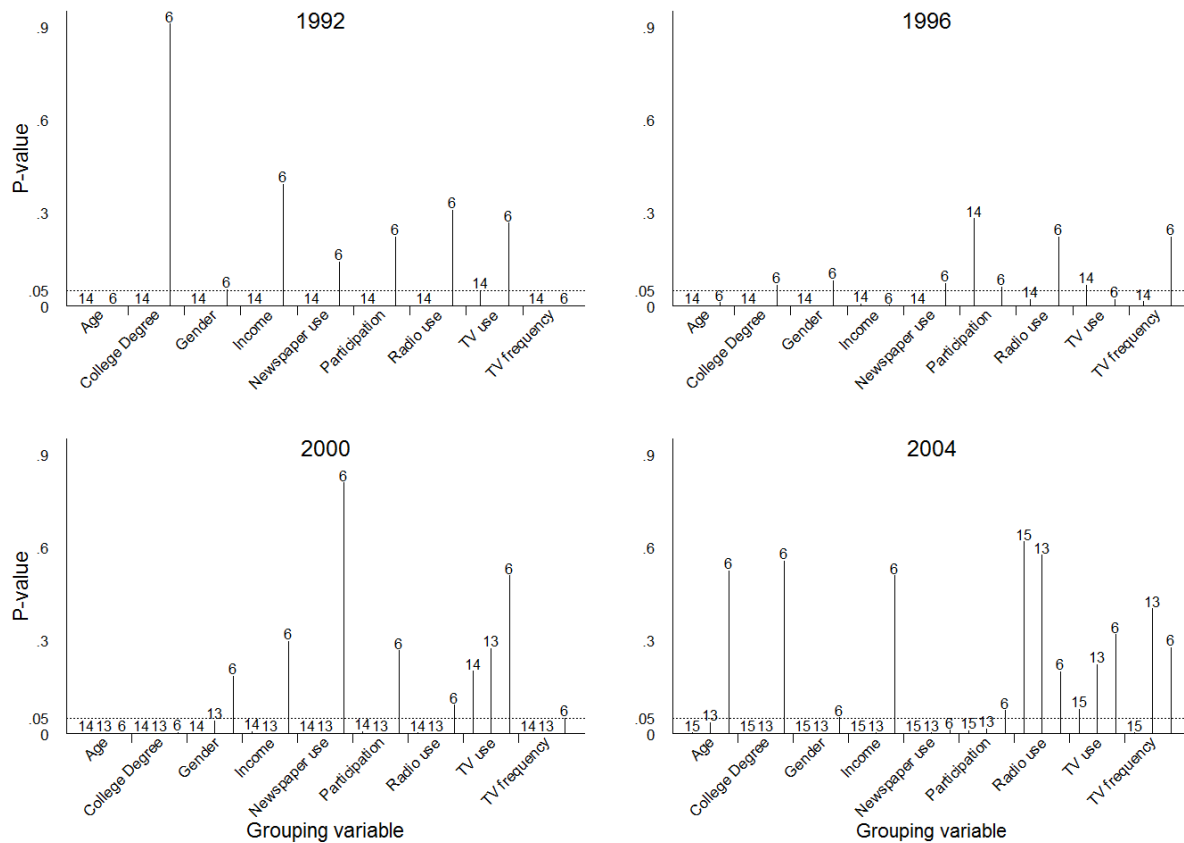 1992
P-value
.9
.6
.3
.05
0
6
6
6
6 6
6
6 14
14 6 14 14 14 14 14 14 14 6
Age
College Degree
Gender
Income
Newspaper use
Participation
Radio use
TV use
TV frequency
1996
.9
.6
.3
.05
0
14
6 6
6 6 6 6 14
14 6 14 14 14 6 14 14 6 14
Age
College Degree
Gender
Income
Newspaper use
Participation
Radio use
TV use
TV frequency
2000
P-value
.9
.6
.3
.05
0
6
6
6 6 13
6 14
6
13 6
14 13 6 14 13 6 14 14 13 14 13 14 13 14 13 14 13
Age
College Degree
Gender
Income
Newspaper use
Participation
Radio use
TV use
TV frequency
Grouping variable
2004
.9
.6
.3
.05
0
15
13
6 6 6
13
6 6
6 13
6 15
13 6
15 15 13 15 13 15 13 15 13 6 15 13 15
Age
College Degree
Gender
Income
Newspaper use
Participation
Radio use
TV use
TV frequency
Grouping variable